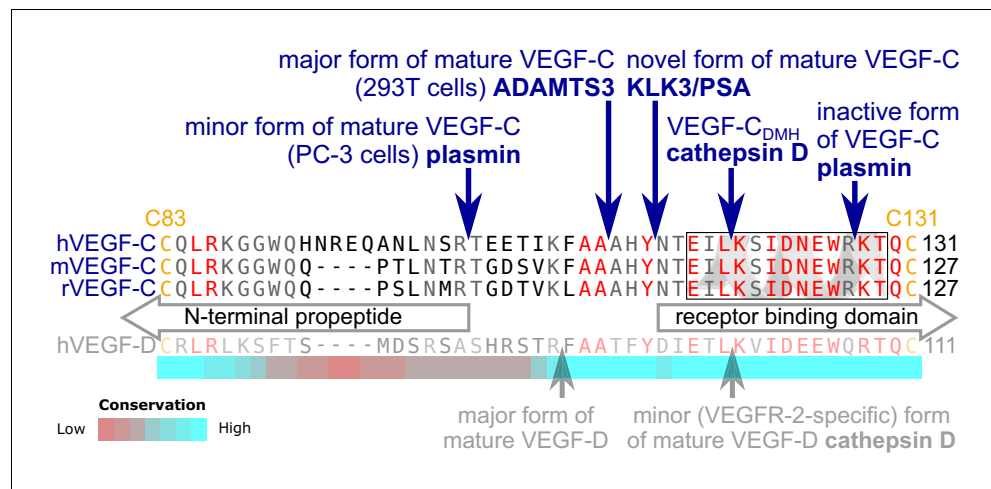 major form of mature VEGF-C novel form of mature VEGF-C
(293T cells) ADAMTS3 KLK3/PSA
minor form of mature VEGF-C
(PC-3 cells) plasmin
VEGF-CDMH
cathepsin D
inactive form
of VEGF-C
plasmin
C83 C131
hVEGF-C CQLRKGGWQHNREQANLNSRTEETIKFAAAHYNTEILKSIDNEWRKTQC 131
mVEGF-C CQLRKGGWQQ----PTLNTRTGDSVKFAAAHYNTEILKSIDNEWRKTQC 127
rVEGF-C CQLRKGGWQQ----PSLNMRTGDTVKLAAAHYNTEILKSIDNEWRKTQC 127
N-terminal propeptide receptor binding domain
hVEGF-D CRLRLKSFTS----MDSRSASHRSTRFAATFYDIETLKVIDEEWQRTQC 111
Conservation
Low High
major form of
mature VEGF-D
minor (VEGFR-2-specific) form
of mature VEGF-D cathepsin D